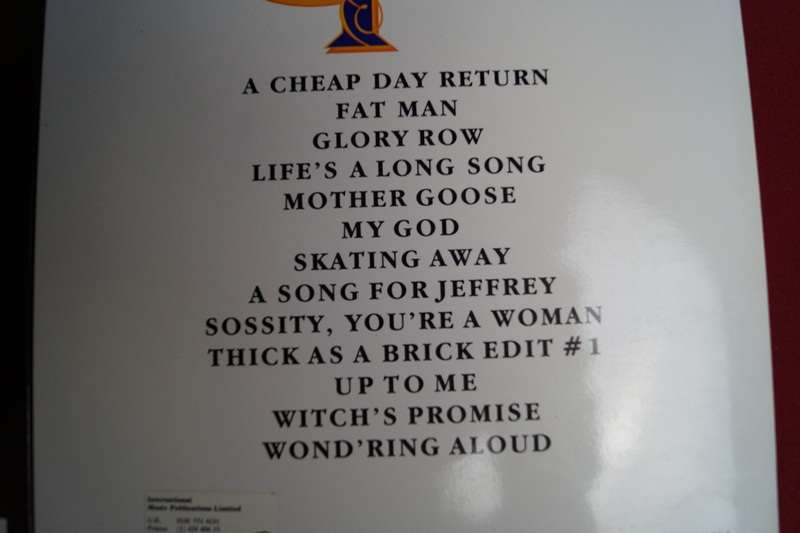 A CHEAP DAY RETURN
FAT MAN
GLORY ROW
LIFE'S A LONG SONG
MOTHER GOOSE
MY GOD
SKATING AWAY
A SONG FOR JEFFREY
SOSSITY, YOU'RE A WOMAN
THICK AS A BRICK EDIT #1
UP TO ME
WITCH'S PROMISE
WOND'RING ALOUD
International
Music Publications Limited